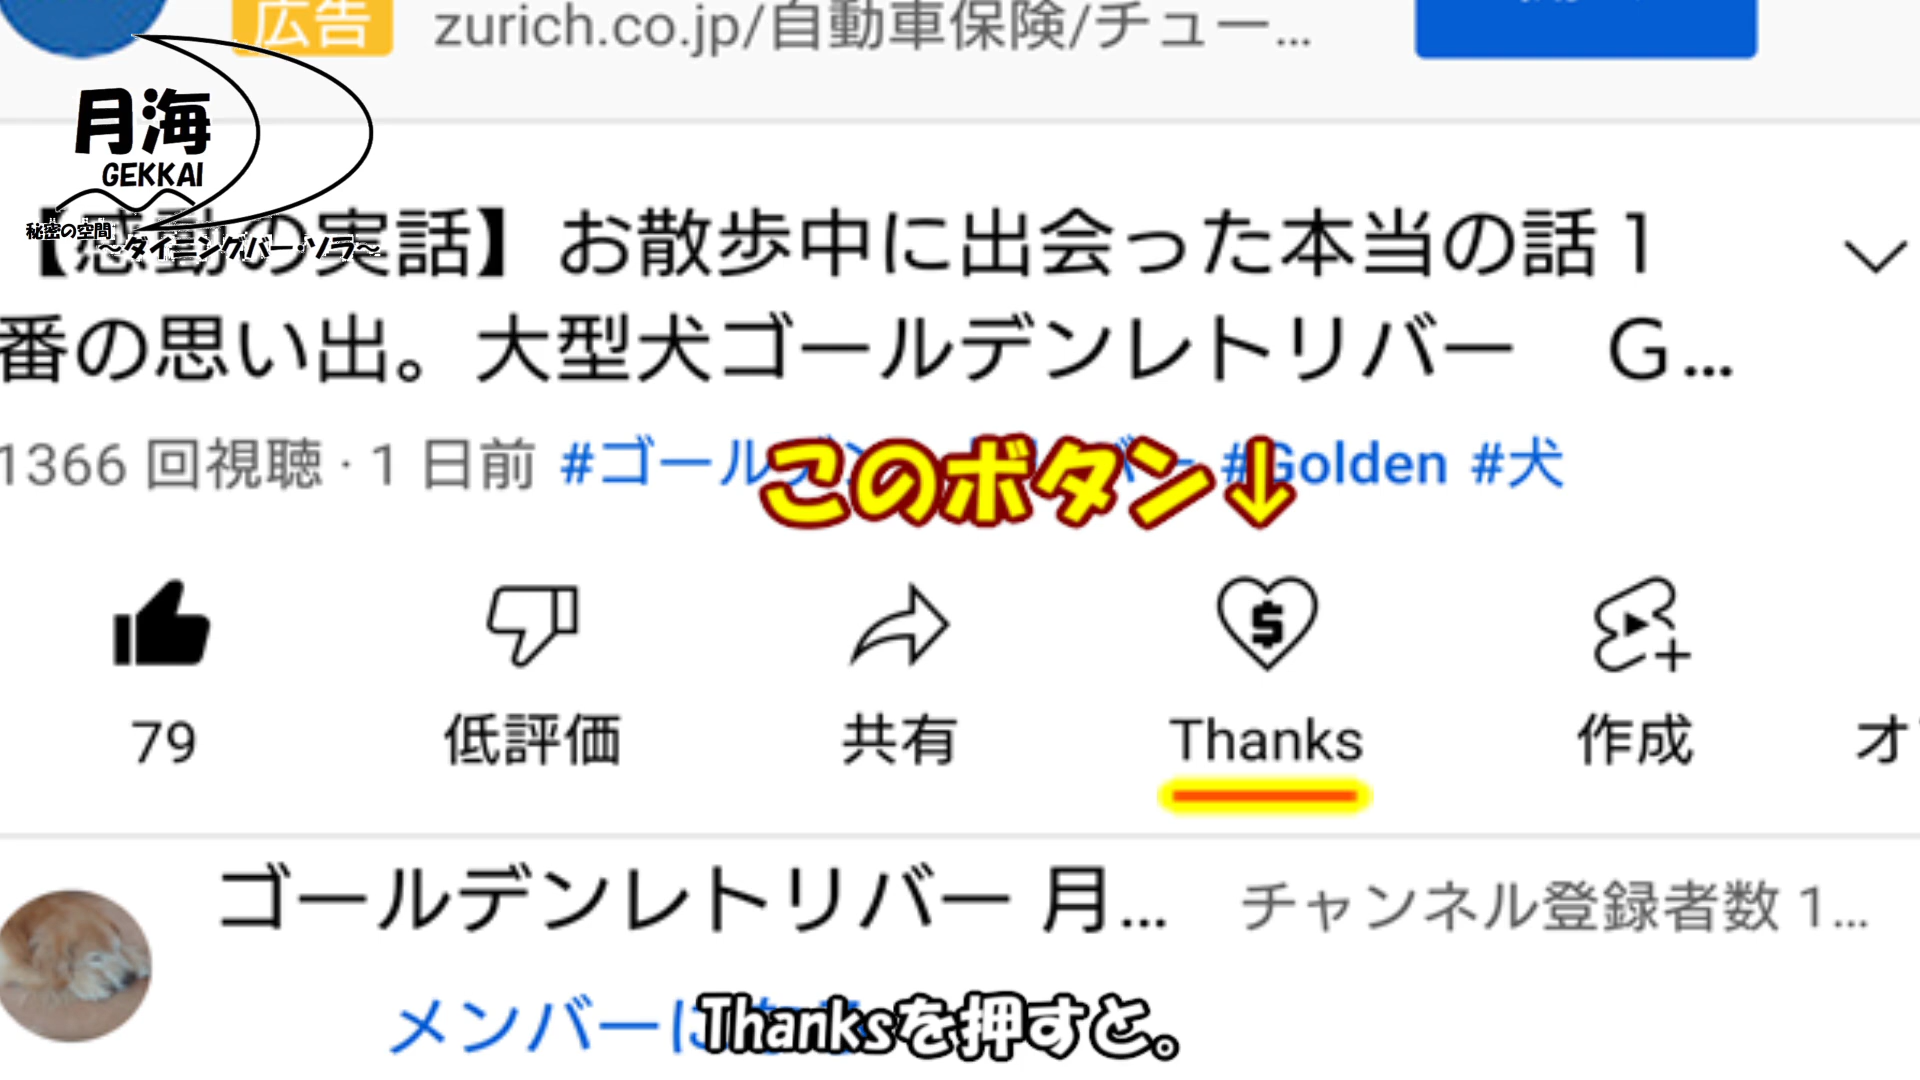 広告 zurich.co.jp/自動車保険/チュー...
月海
GEKKAI
秘密の空間
～ダイニングバー・ソラ～
【感動の実話】お散歩中に出会った本当の話1
番の思い出。大型犬ゴールデンレトリバー　G...
1366 回視聴・1 日前 #ゴール #Golden #犬
このボタン↓
79 低評価 共有 Thanks 作成 オ
ゴールデンレトリバー 月... チャンネル登録者数 1...
メンバーに
Thanksを押すと。